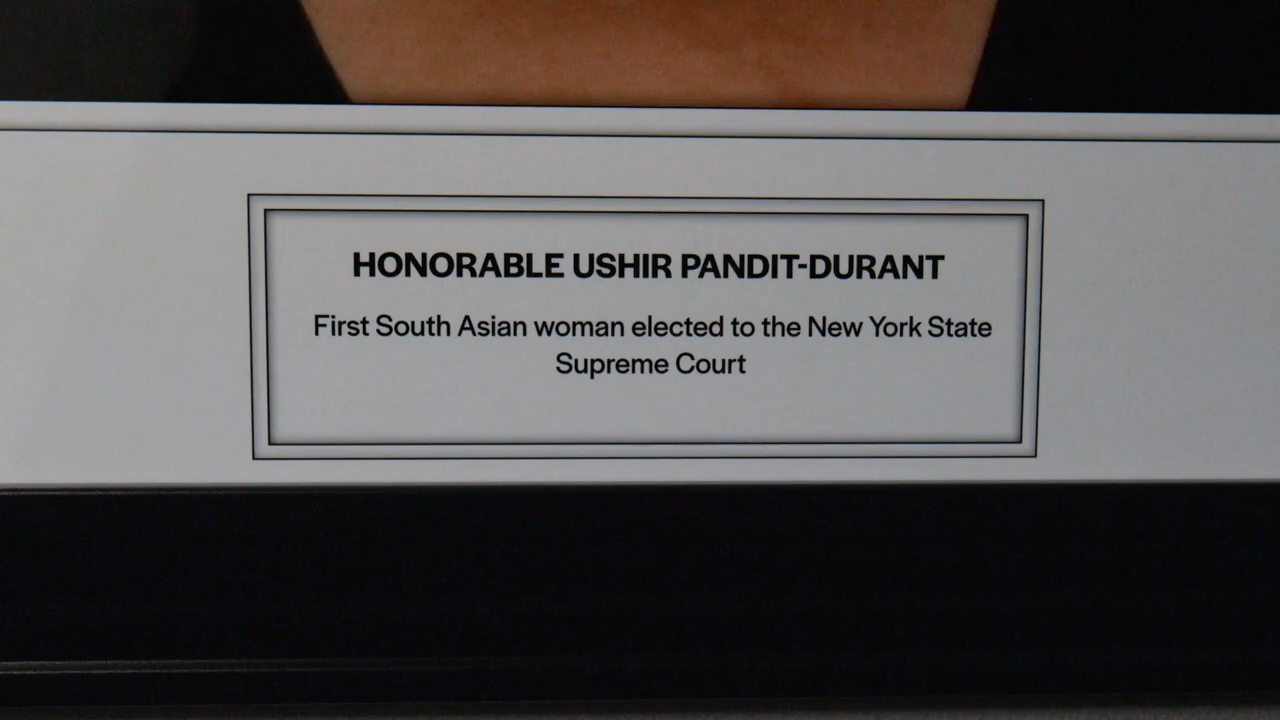 HONORABLE USHIR PANDIT-DURANT
First South Asian woman elected to the New York State
Supreme Court